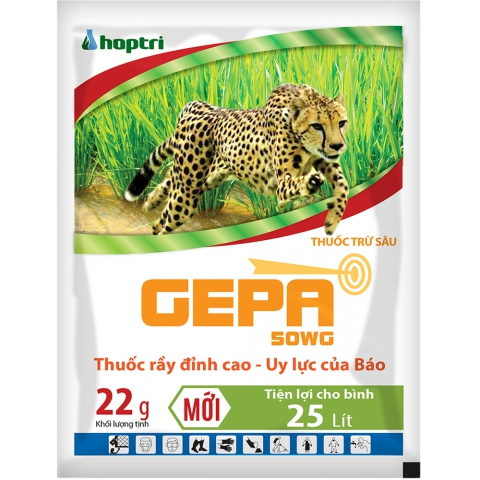 hoptri
THUỐC TRỪ SÂU
GEPA
50WG
Thuốc rầy đỉnh cao - Uy lực của Báo
22 g
Khối lượng tịnh
MỚI
Tiện lợi cho bình
25 Lít